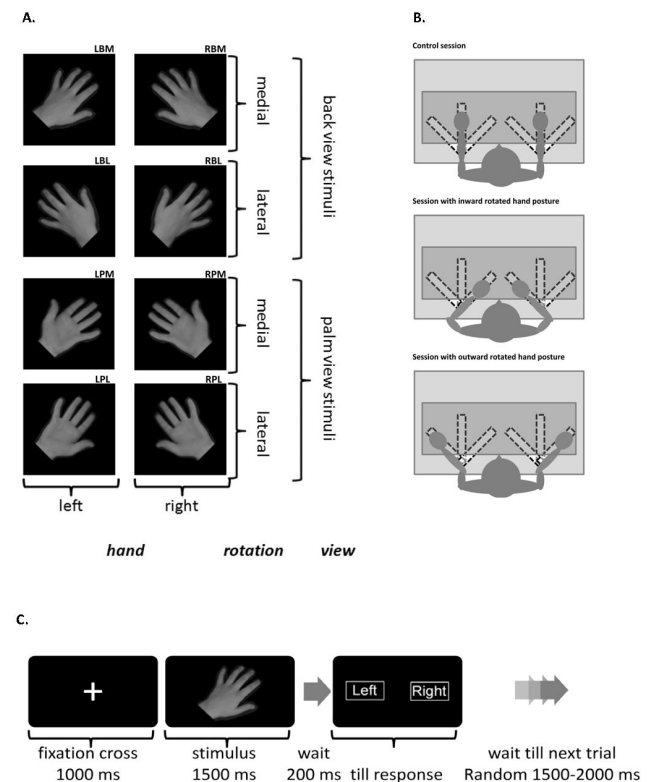 A.
LBM
RBM
medial
LBL
RBL
lateral
back view stimuli
LPM
RPM
medial
LPL
RPL
lateral
palm view stimuli
left
right
hand
rotation
view
B.
Control session
Session with inward rotated hand posture
Session with outward rotated hand posture
C.
Left
Right
fixation cross
1000 ms
stimulus
1500 ms
wait
200 ms
till response
wait till next trial
Random 1500-2000 ms